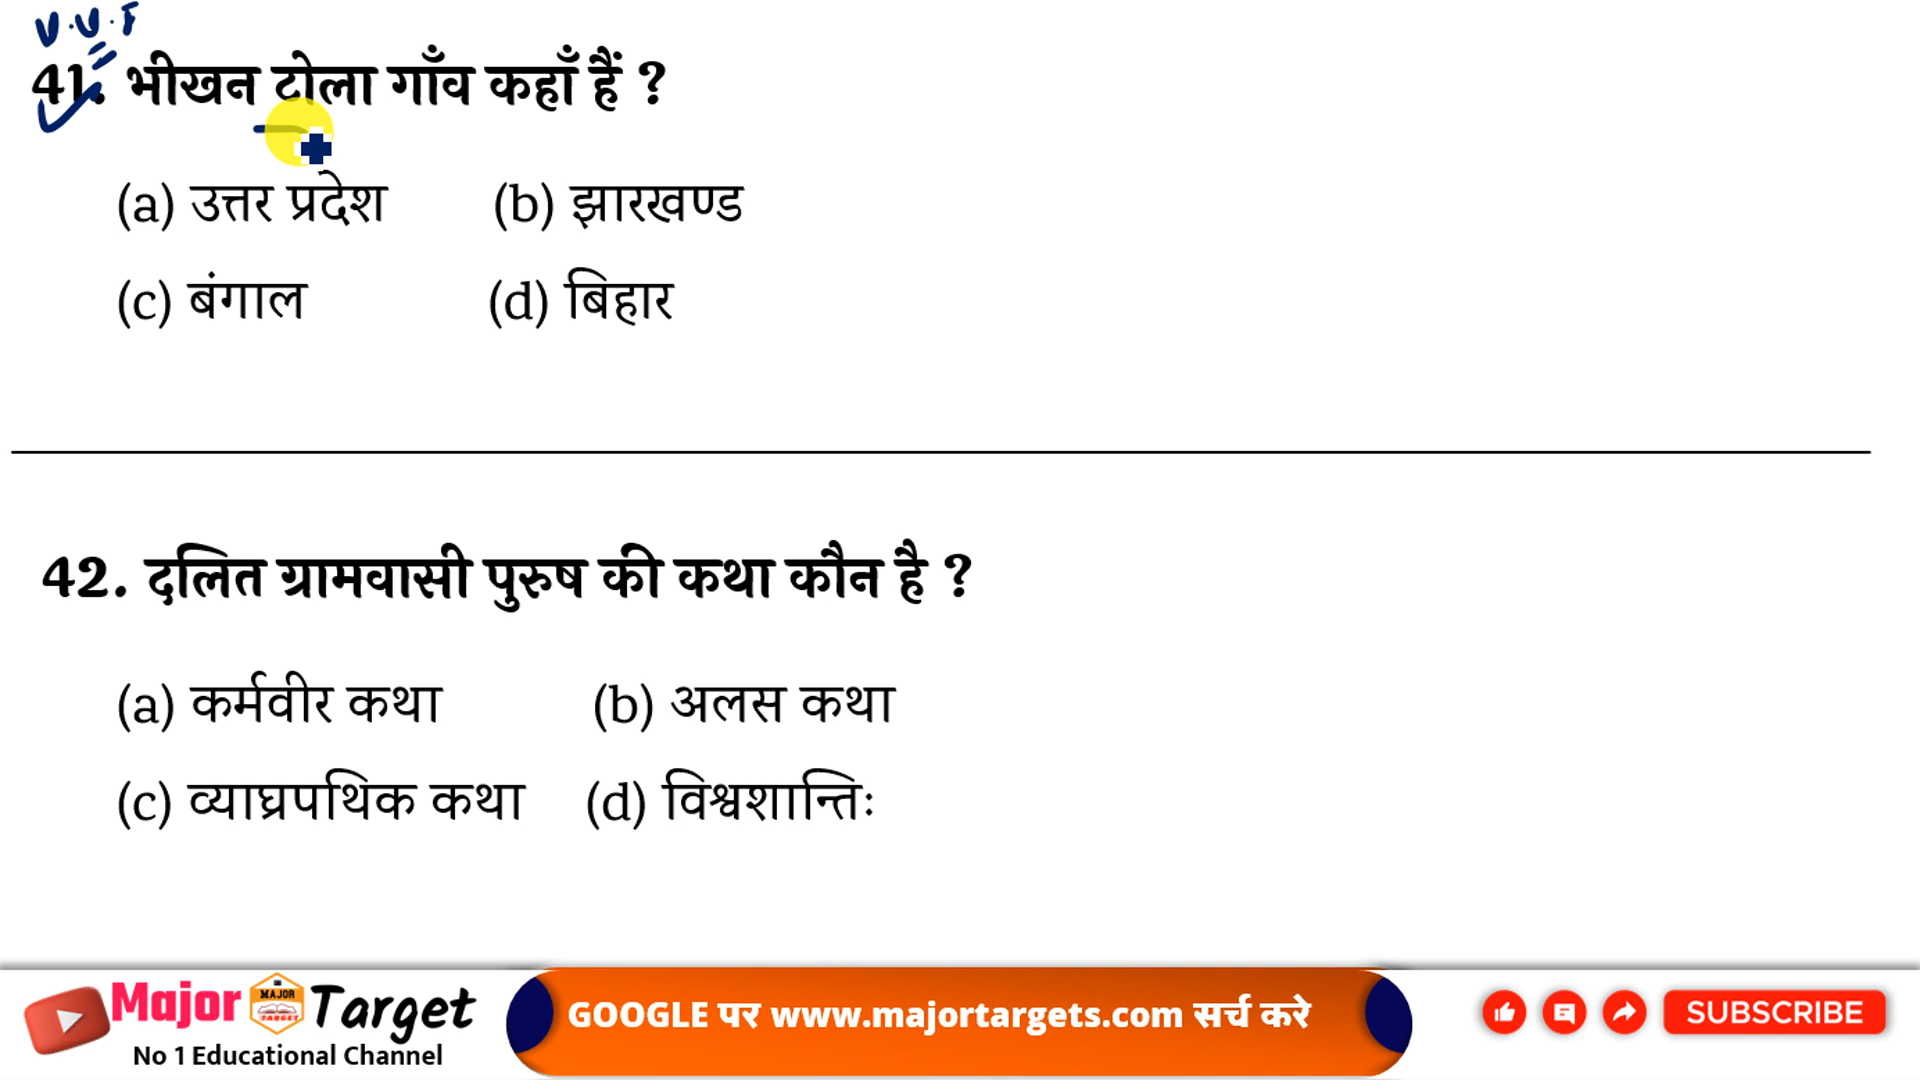 V.V.I
41. भीखन टोला गाँव कहाँ हैं ?
(a) उत्तर प्रदेश (b) झारखण्ड
(c) बंगाल (d) बिहार
42. दलित ग्रामवासी पुरुष की कथा कौन है ?
(a) कर्मवीर कथा (b) अलस कथा
(c) व्याघ्रपथिक कथा (d) विश्वशान्तिः
Major MAJOR TARGET Target
No 1 Educational Channel
GOOGLE पर www.majortargets.com सर्च करे
SUBSCRIBE